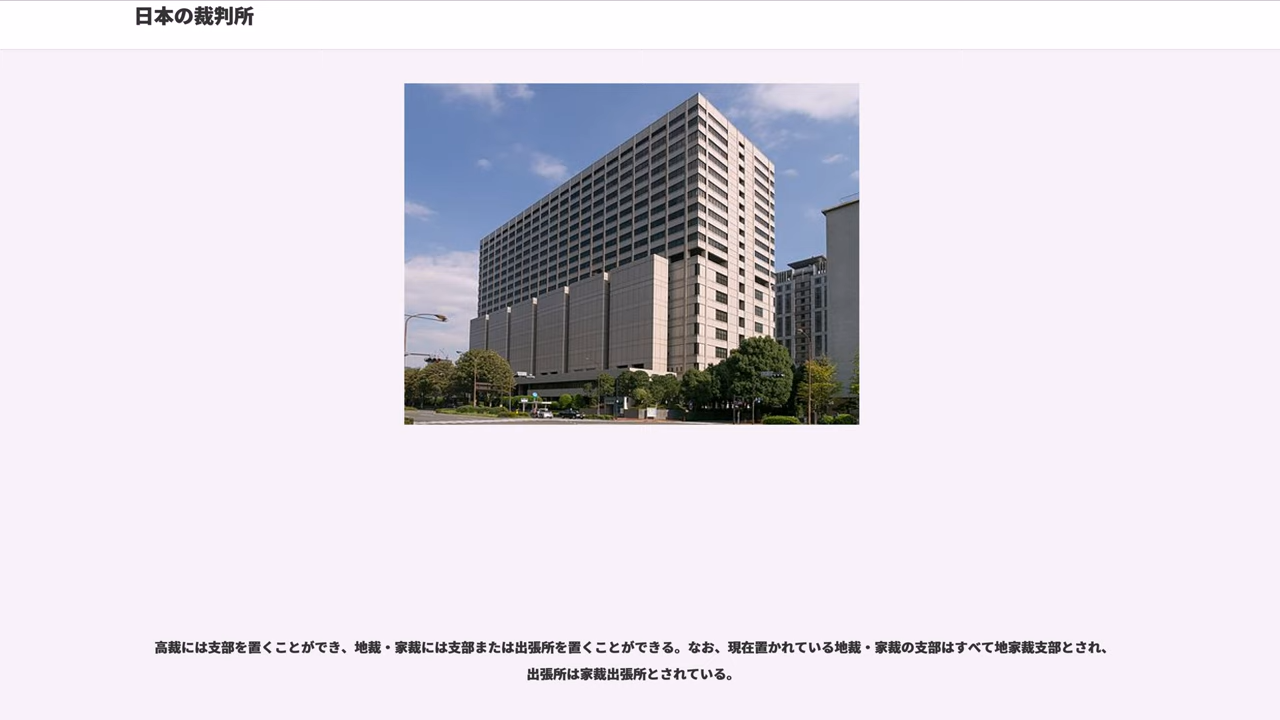 日本の裁判所
高裁には支部を置くことができ、地裁・家裁には支部または出張所を置くことができる。なお、現在置かれている地裁・家裁の支部はすべて地家裁支部とされ、
出張所は家裁出張所とされている。